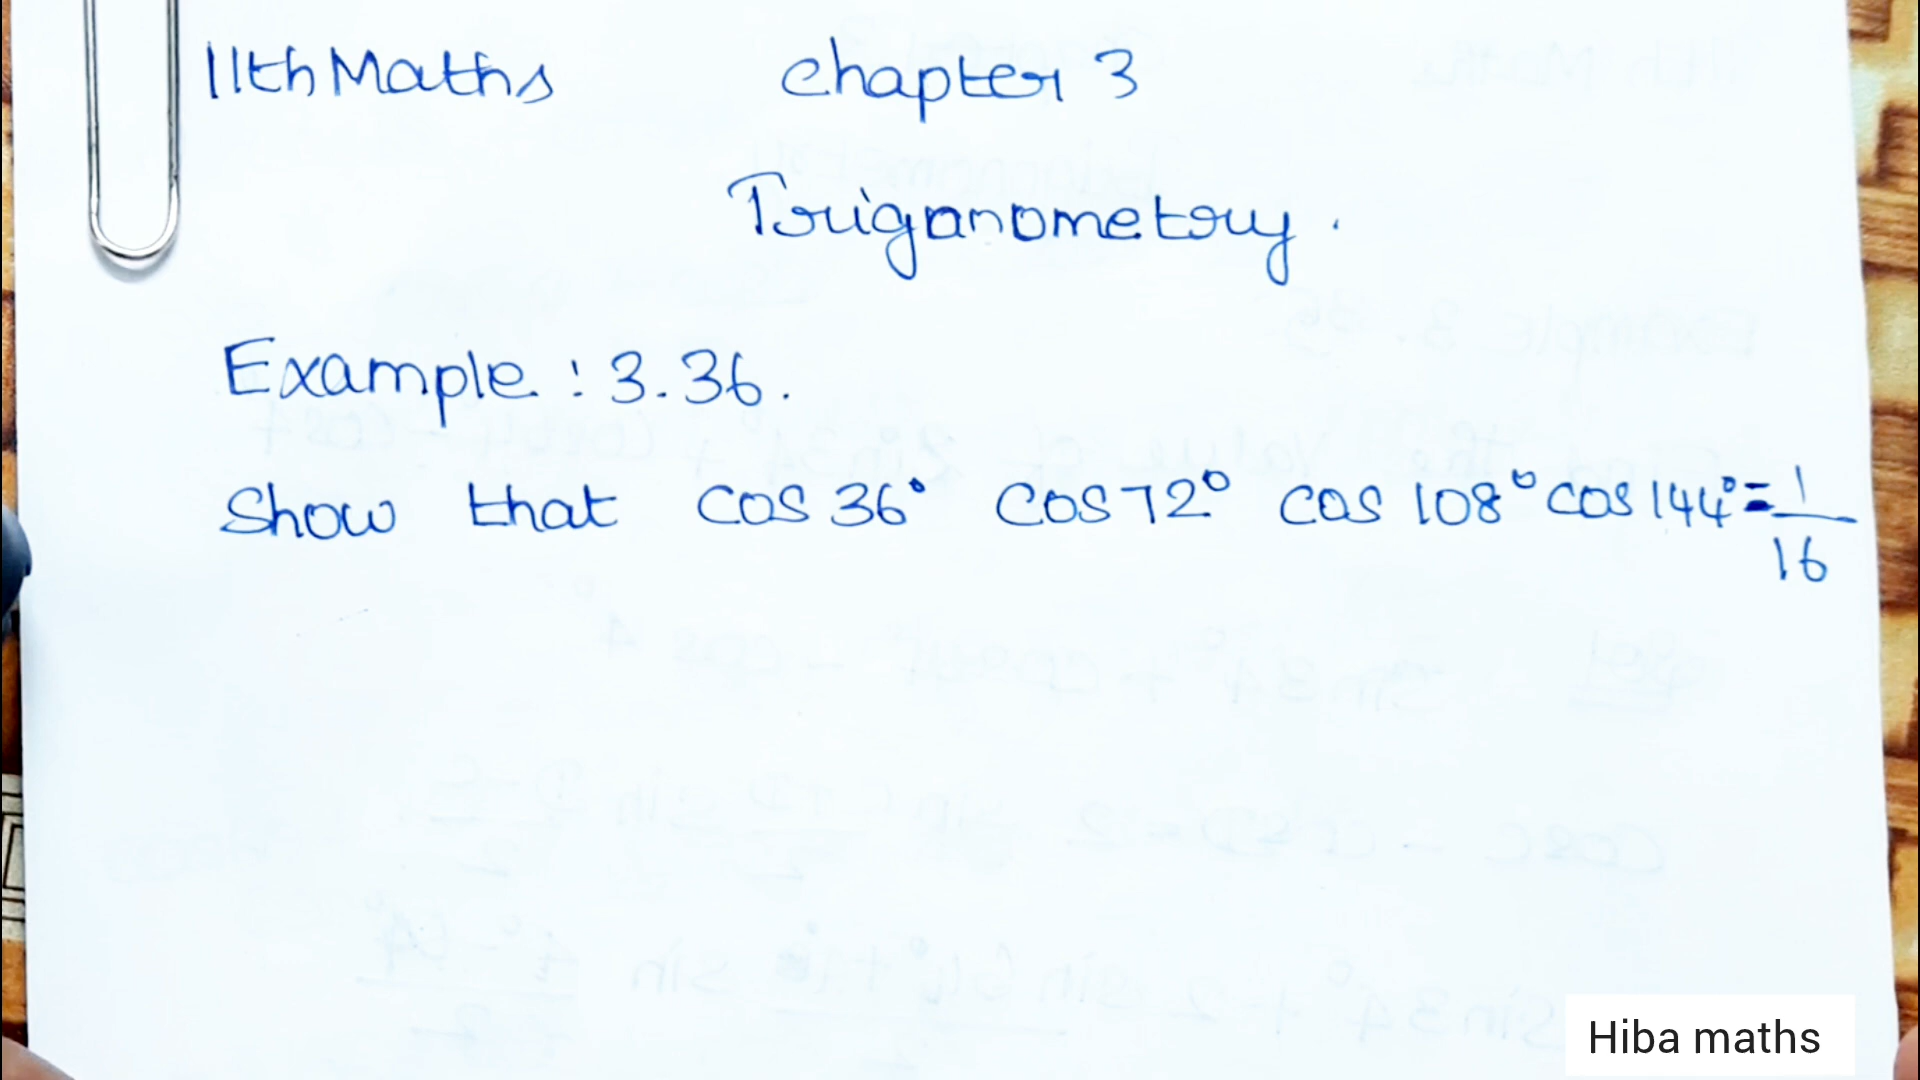 11th Maths chapter 3
Triganometry.
Example : 3.36.
Show that cos 36° cos 72° cos 108° cos 144° = 1/16
Hiba maths